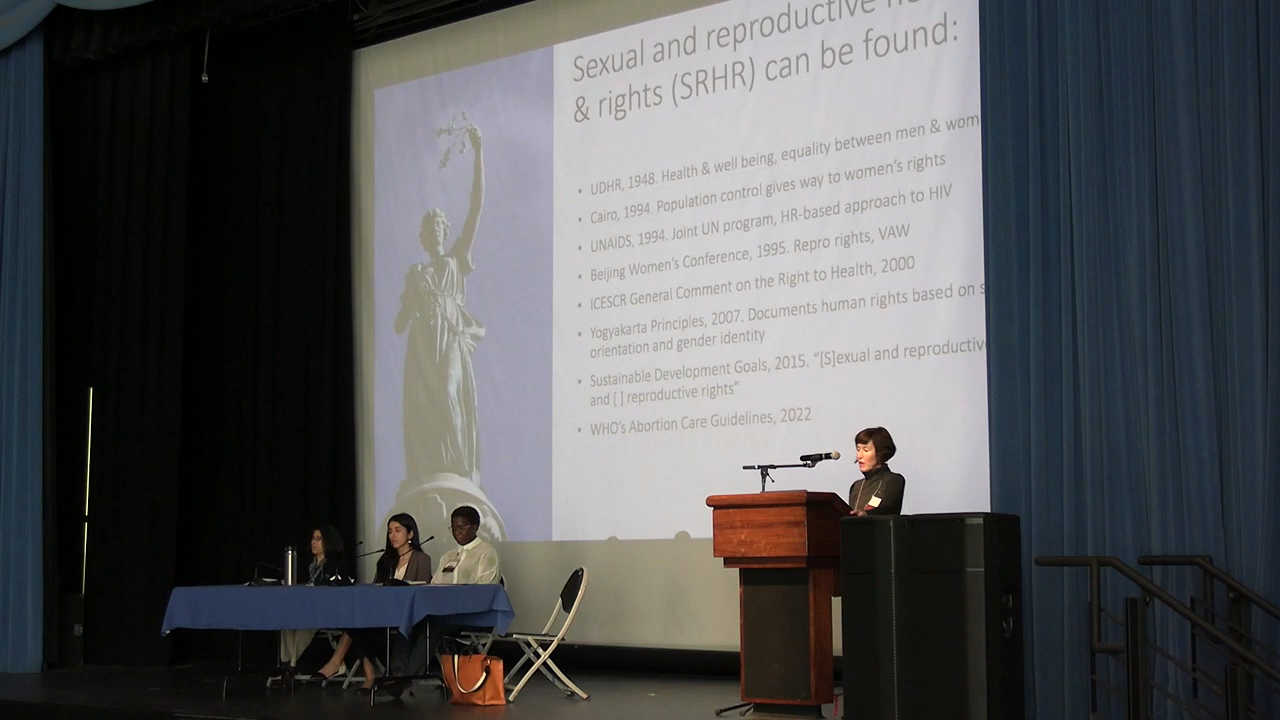 Sexual and reproductive
& rights (SRHR) can be found:
• UDHR, 1948. Health & well being, equality between men & wom
• Cairo, 1994. Population control gives way to women's rights
• UNAIDS, 1994. Joint UN program, HR-based approach to HIV
• Beijing Women's Conference, 1995. Repro rights, VAW
• ICESCR General Comment on the Right to Health, 2000
• Yogyakarta Principles, 2007. Documents human rights based on s
orientation and gender identity
• Sustainable Development Goals, 2015. "[S]exual and reproductive
and [ ] reproductive rights"
• WHO's Abortion Care Guidelines, 2022